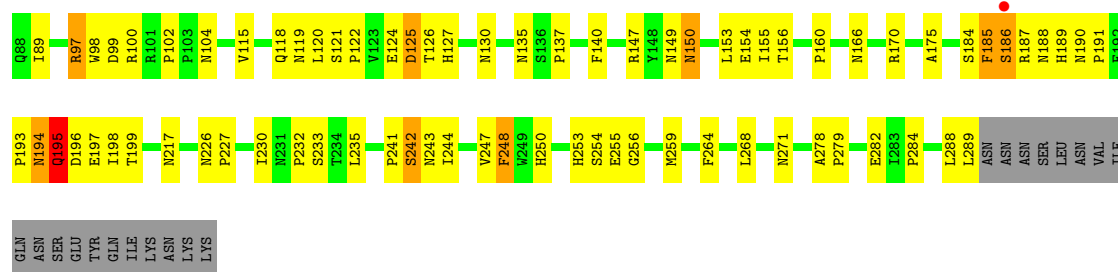 Q88 I89 R97 W98 D99 R100 R101 P102 P103 N104 V115 Q118 N119 L120 S121 P122 V123 E124 D125 T126 H127 N130 N135 S136 P137 F140 R147 Y148 N149 N150 L153 E154 I155 T156 P160 N166 R170 A175 S184 F185 S186 R187 N188 H189 N190 P191
P193 N194 Q195 D196 E197 I198 T199 N217 N226 P227 I230 N231 P232 S233 T234 L235 P241 S242 N243 I244 V247 F248 W249 H250 H253 S254 E255 G256 M259 F264 L268 N271 A278 P279 E282 I283 P284 L288 L289 ASN ASN ASN SER LEU ASN VAL ILE
GLN ASN SER GLU TYR GLN ILE LYS ASN LYS LYS